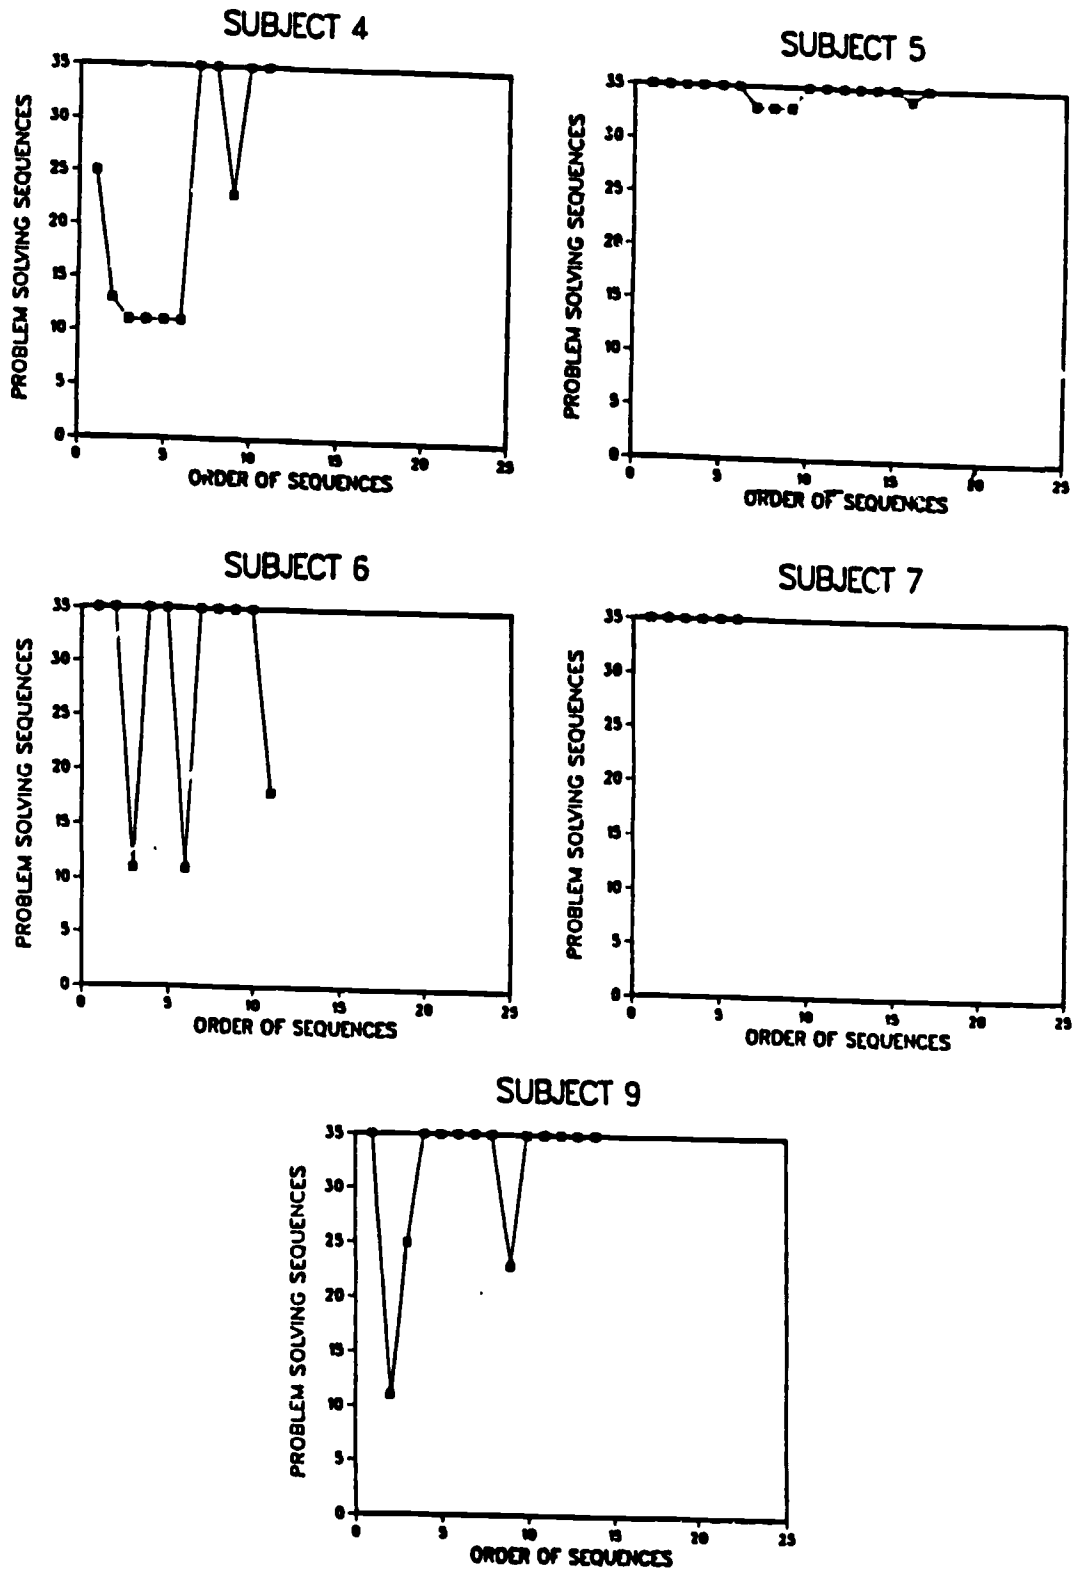 SUBJECT 4
35
30
25
20
15
10
5
0
0 5 10 15 20 25
PROBLEM SOLVING SEQUENCES
ORDER OF SEQUENCES
SUBJECT 5
35
30
25
20
15
10
5
0
0 5 10 15 20 25
PROBLEM SOLVING SEQUENCES
ORDER OF SEQUENCES
SUBJECT 6
35
30
25
20
15
10
5
0
0 5 10 15 20 25
PROBLEM SOLVING SEQUENCES
ORDER OF SEQUENCES
SUBJECT 7
35
30
25
20
15
10
5
0
0 5 10 15 20 25
PROBLEM SOLVING SEQUENCES
ORDER OF SEQUENCES
SUBJECT 9
35
30
25
20
15
10
5
0
0 5 10 15 20 25
PROBLEM SOLVING SEQUENCES
ORDER OF SEQUENCES